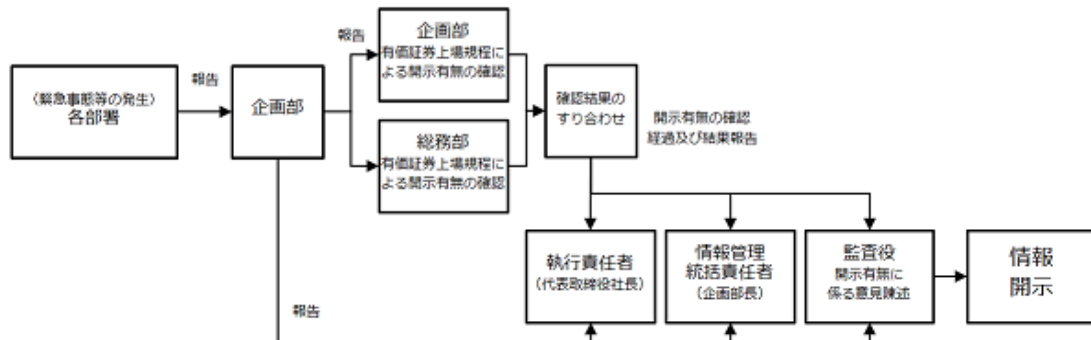 （緊急事態等の発生）
各部署
報告
企画部
報告
企画部
有価証券上場規程に
よる開示有無の確認
総務部
有価証券上場規程に
よる開示有無の確認
確認結果の
すり合わせ
開示有無の確認
経過及び結果報告
執行責任者
（代表取締役社長）
情報管理
統括責任者
（企画部長）
監査役
開示有無に
係る意見陳述
情報
開示
報告